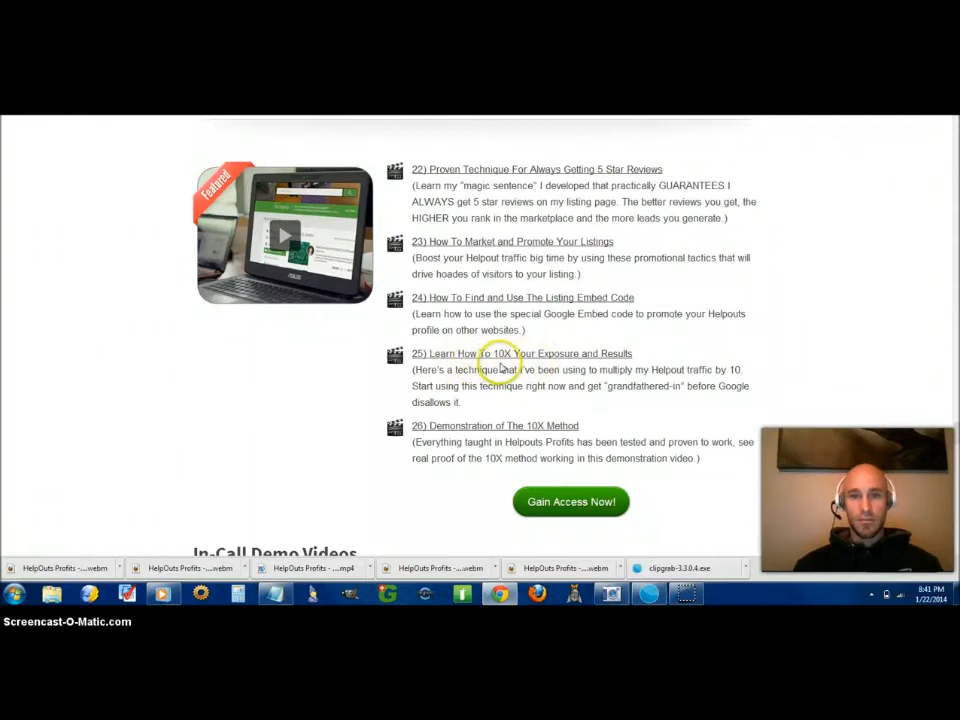 Featured
22) Proven Technique For Always Getting 5 Star Reviews
(Learn my "magic sentence" I developed that practically GUARANTEES I
ALWAYS get 5 star reviews on my listing page. The better reviews you get, the
HIGHER you rank in the marketplace and the more leads you generate.)
23) How To Market and Promote Your Listings
(Boost your Helpout traffic big time by using these promotional tactics that will
drive hoades of visitors to your listing.)
24) How To Find and Use The Listing Embed Code
(Learn how to use the special Google Embed code to promote your Helpouts
profile on other websites.)
25) Learn How To 10X Your Exposure and Results
(Here's a technique that I've been using to multiply my Helpout traffic by 10.
Start using this technique right now and get "grandfathered-in" before Google
disallows it.
26) Demonstration of The 10X Method
(Everything taught in Helpouts Profits has been tested and proven to work, see
real proof of the 10X method working in this demonstration video.)
Gain Access Now!
In-Call Demo Videos
HelpOuts Profits -....webm
HelpOuts Profits -....webm
HelpOuts Profits -....mp4
HelpOuts Profits -....webm
HelpOuts Profits -....webm
clipgrab-3.3.0.4.exe
8:41 PM
1/22/2014
Screencast-O-Matic.com